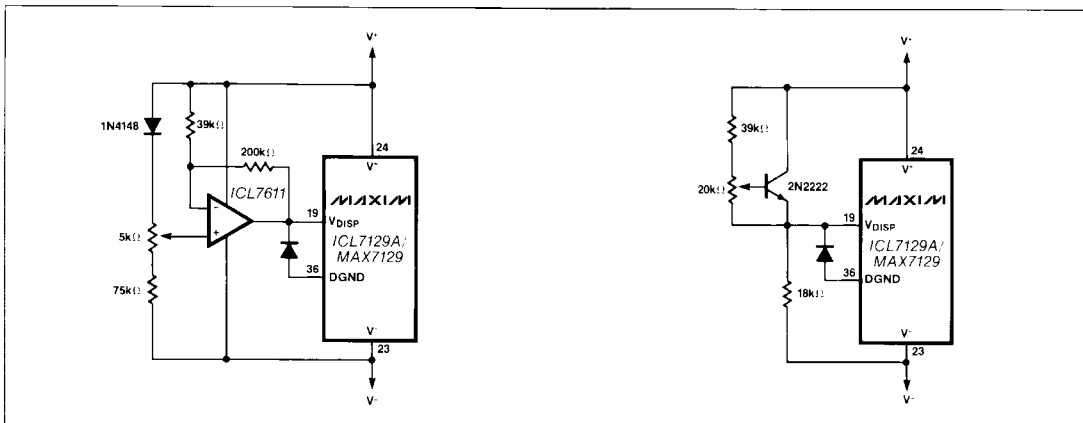 V+
1N4148
39kΩ
200kΩ
ICL7611
-
+
5kΩ
75kΩ
24
V-
MAXIM
19
VDISP
ICL7129A/
MAX7129
36
DGND
V-
23
V-
V-
39kΩ
20kΩ
2N2222
18kΩ
24
V-
MAXIM
19
VDISP
ICL7129A/
MAX7129
36
DGND
V-
23
V-